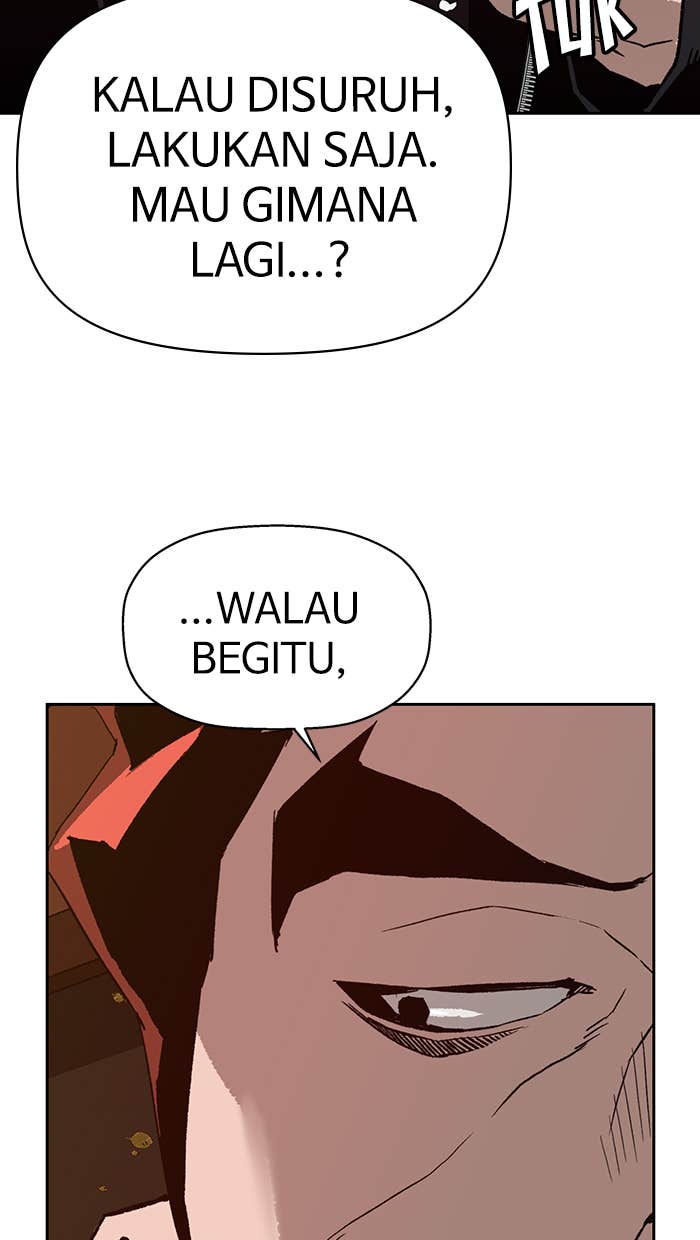 TUK
KALAU DISURUH,
LAKUKAN SAJA.
MAU GIMANA
LAGI...?
...WALAU
BEGITU,